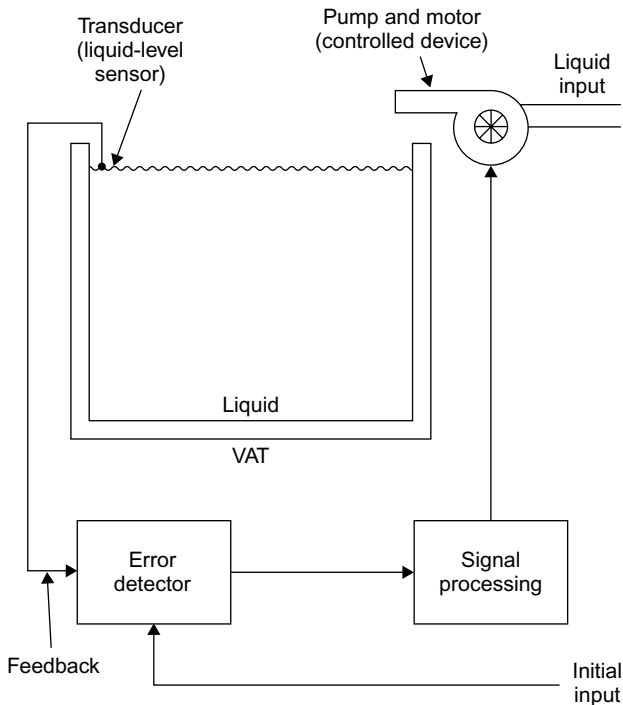 Transducer
(liquid-level
sensor)
Pump and motor
(controlled device)
Liquid
input
Liquid
VAT
Error
detector
Signal
processing
Feedback
Initial
input